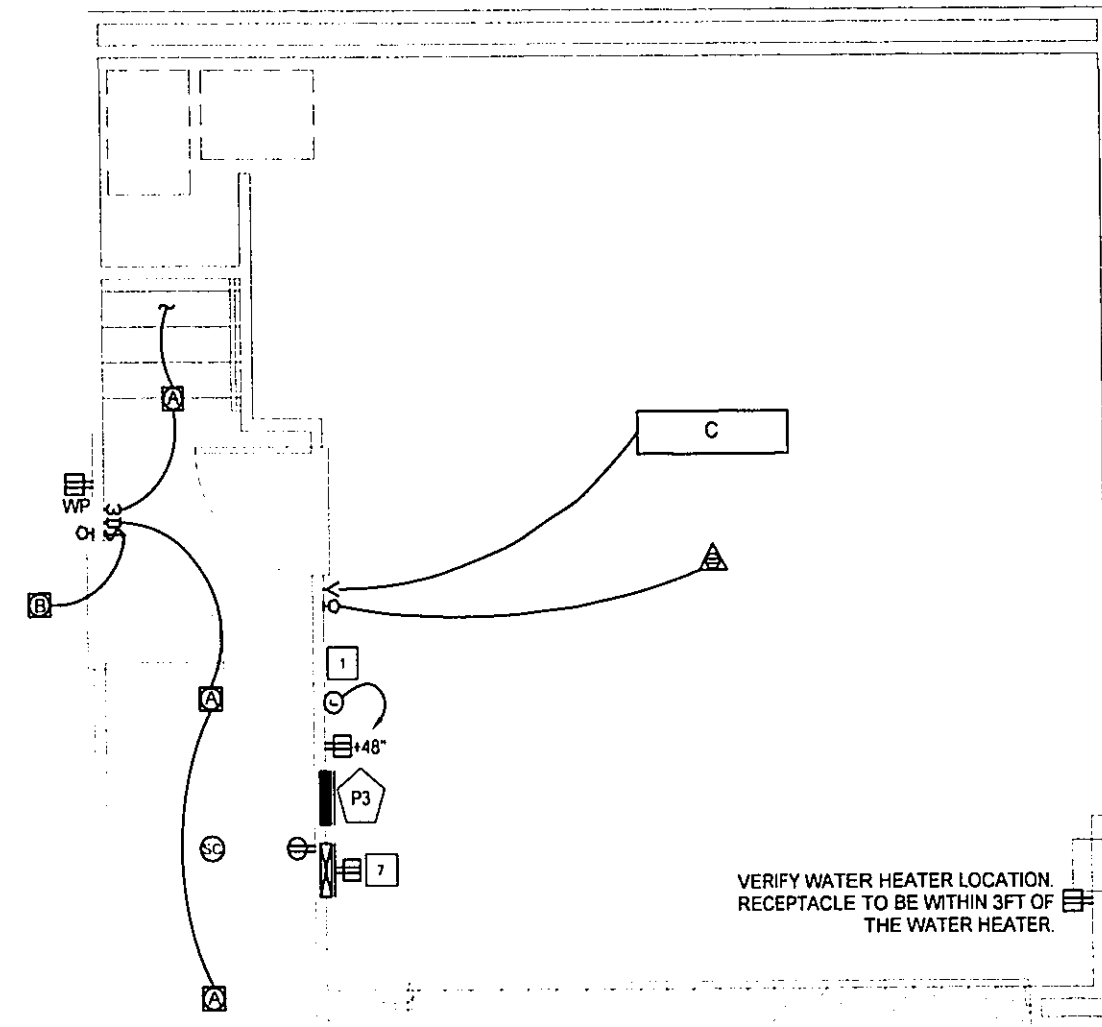 A
C
WP
3
B
1
A
+48"
P3
SC
7
VERIFY WATER HEATER LOCATION.
RECEPTACLE TO BE WITHIN 3FT OF
THE WATER HEATER.
A